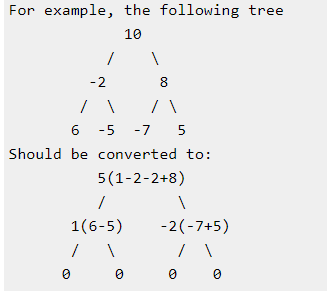 For example, the following tree
10
/ \
-2 8
/ \ / \
6 -5 -7 5
Should be converted to:
5(1-2-2+8)
/ \
1(6-5) -2(-7+5)
/ \ / \
0 0 0 0